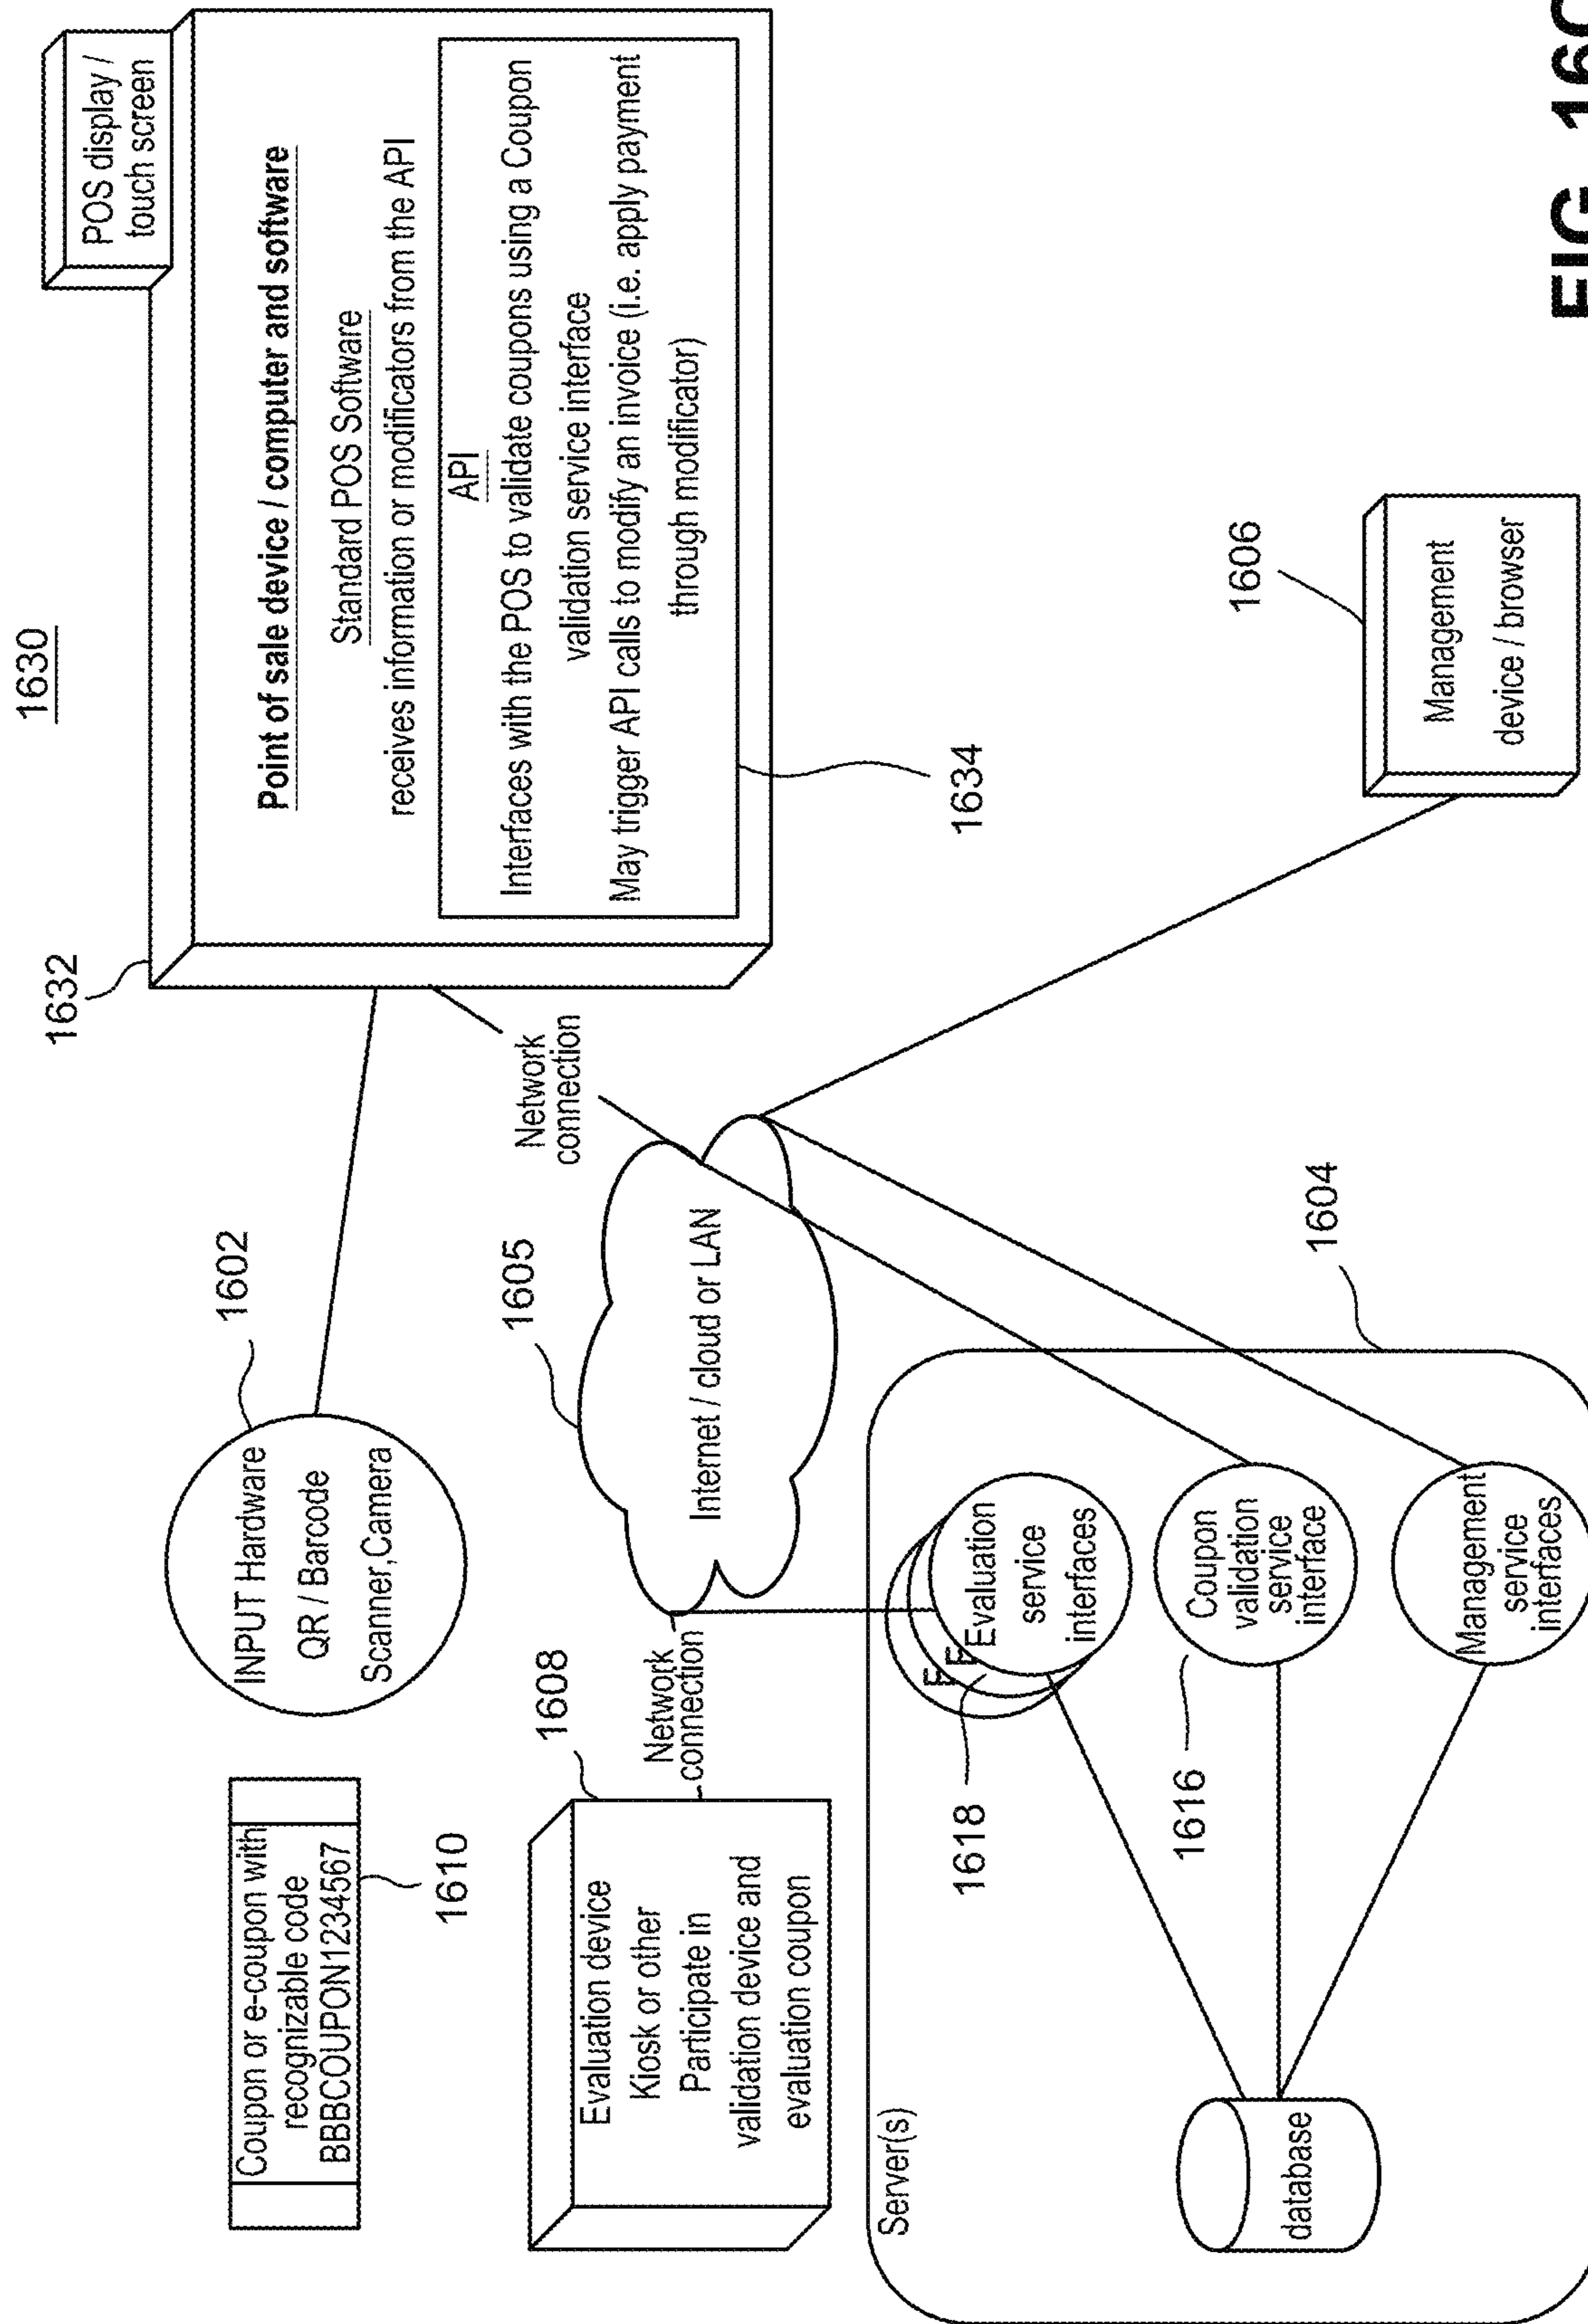 1630
Coupon or e-coupon with
recognizable code
BBBCOUPON1234567
1610
INPUT Hardware
QR / Barcode
Scanner,Camera
1602
1632
POS display /
touch screen
Point of sale device / computer and software
Standard POS Software
receives information or modificators from the API
API
Interfaces with the POS to validate coupons using a Coupon
validation service interface
May trigger API calls to modify an invoice (i.e. apply payment
through modificator)
1634
Evaluation device
Kiosk or other
Participate in
validation device and
evaluation coupon
1608
Network
connection
1605
Internet / cloud or LAN
Network
connection
Server(s)
1604
E
E
Evaluation
service
interfaces
1618
Coupon
validation
service
interface
1616
Management
service
interfaces
database
1606
Management
device / browser